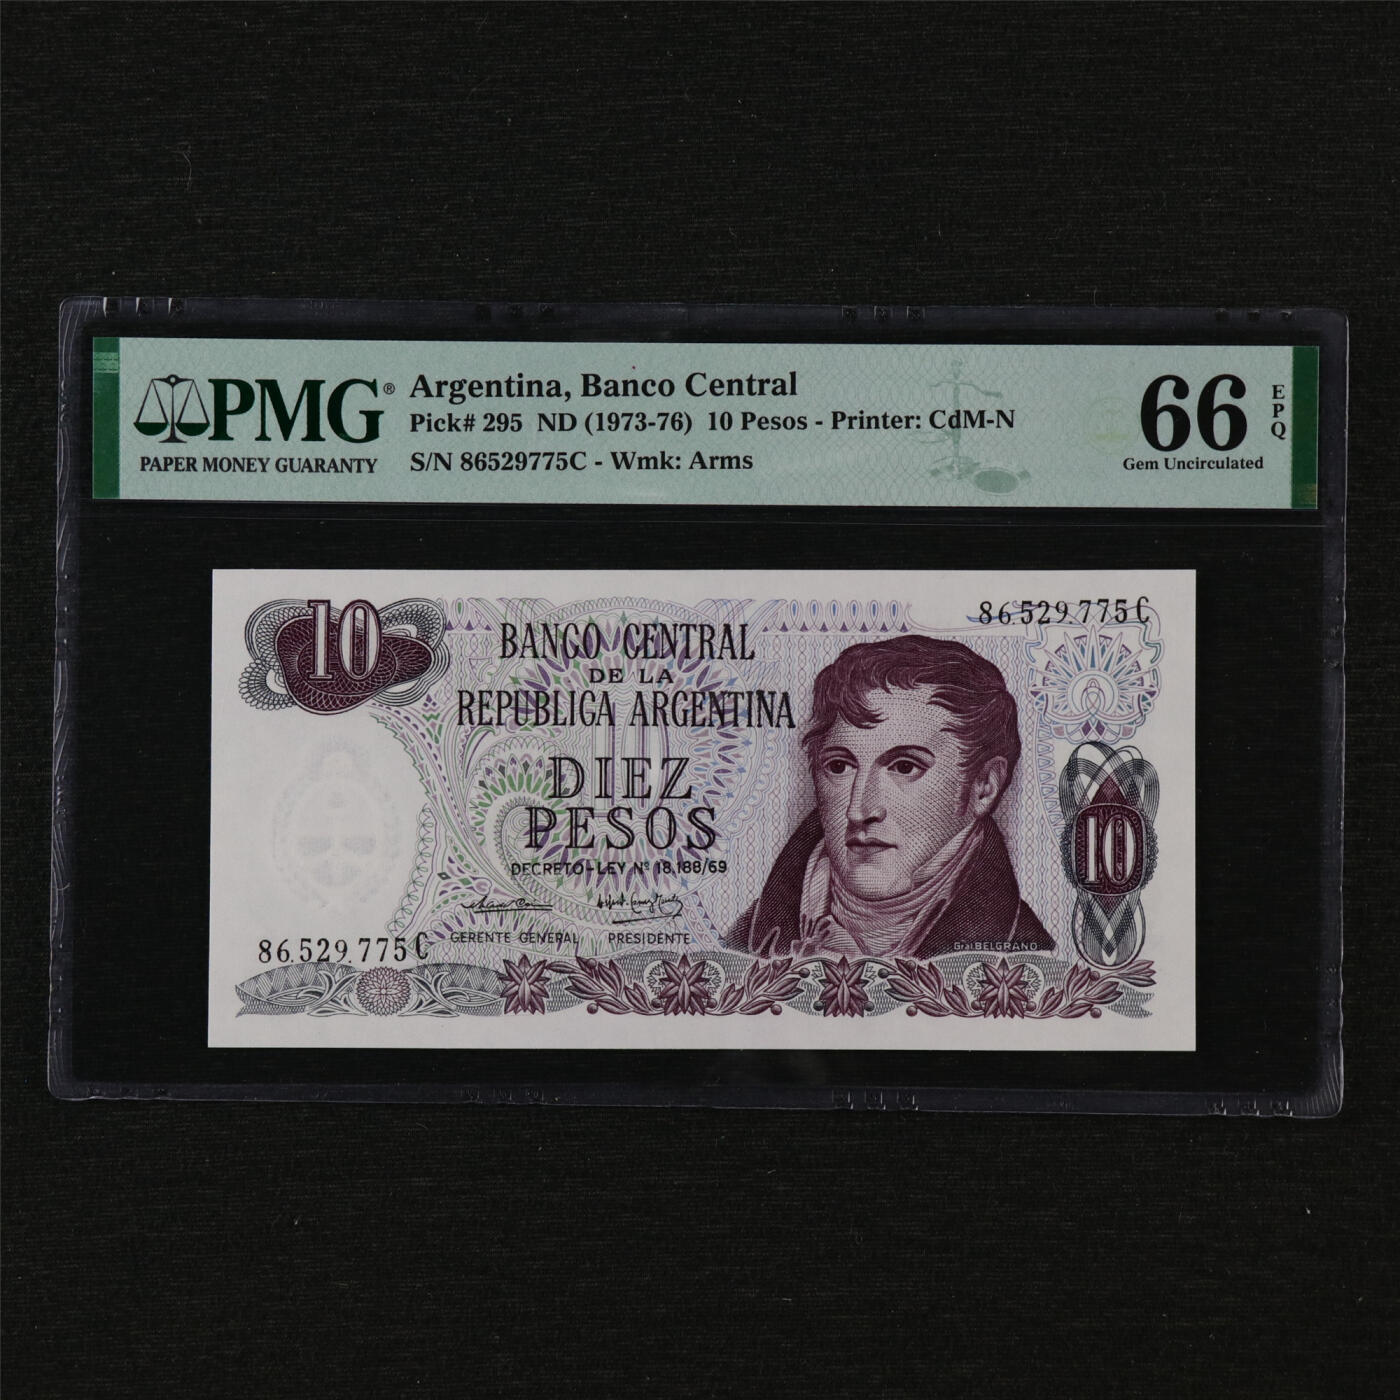 PMG®
PAPER MONEY GUARANTY
Argentina, Banco Central
Pick# 295 ND (1973-76) 10 Pesos - Printer: CdM-N
S/N 86529775C - Wmk: Arms
66
EPQ
Gem Uncirculated
10
86.529.775C
BANCO CENTRAL
DE LA
REPUBLICA ARGENTINA
10
DIEZ
PESOS
DECRETO-LEY Nº 18.188/69
10
GERENTE GENERAL PRESIDENTE
Gral. BELGRANO
86.529.775C